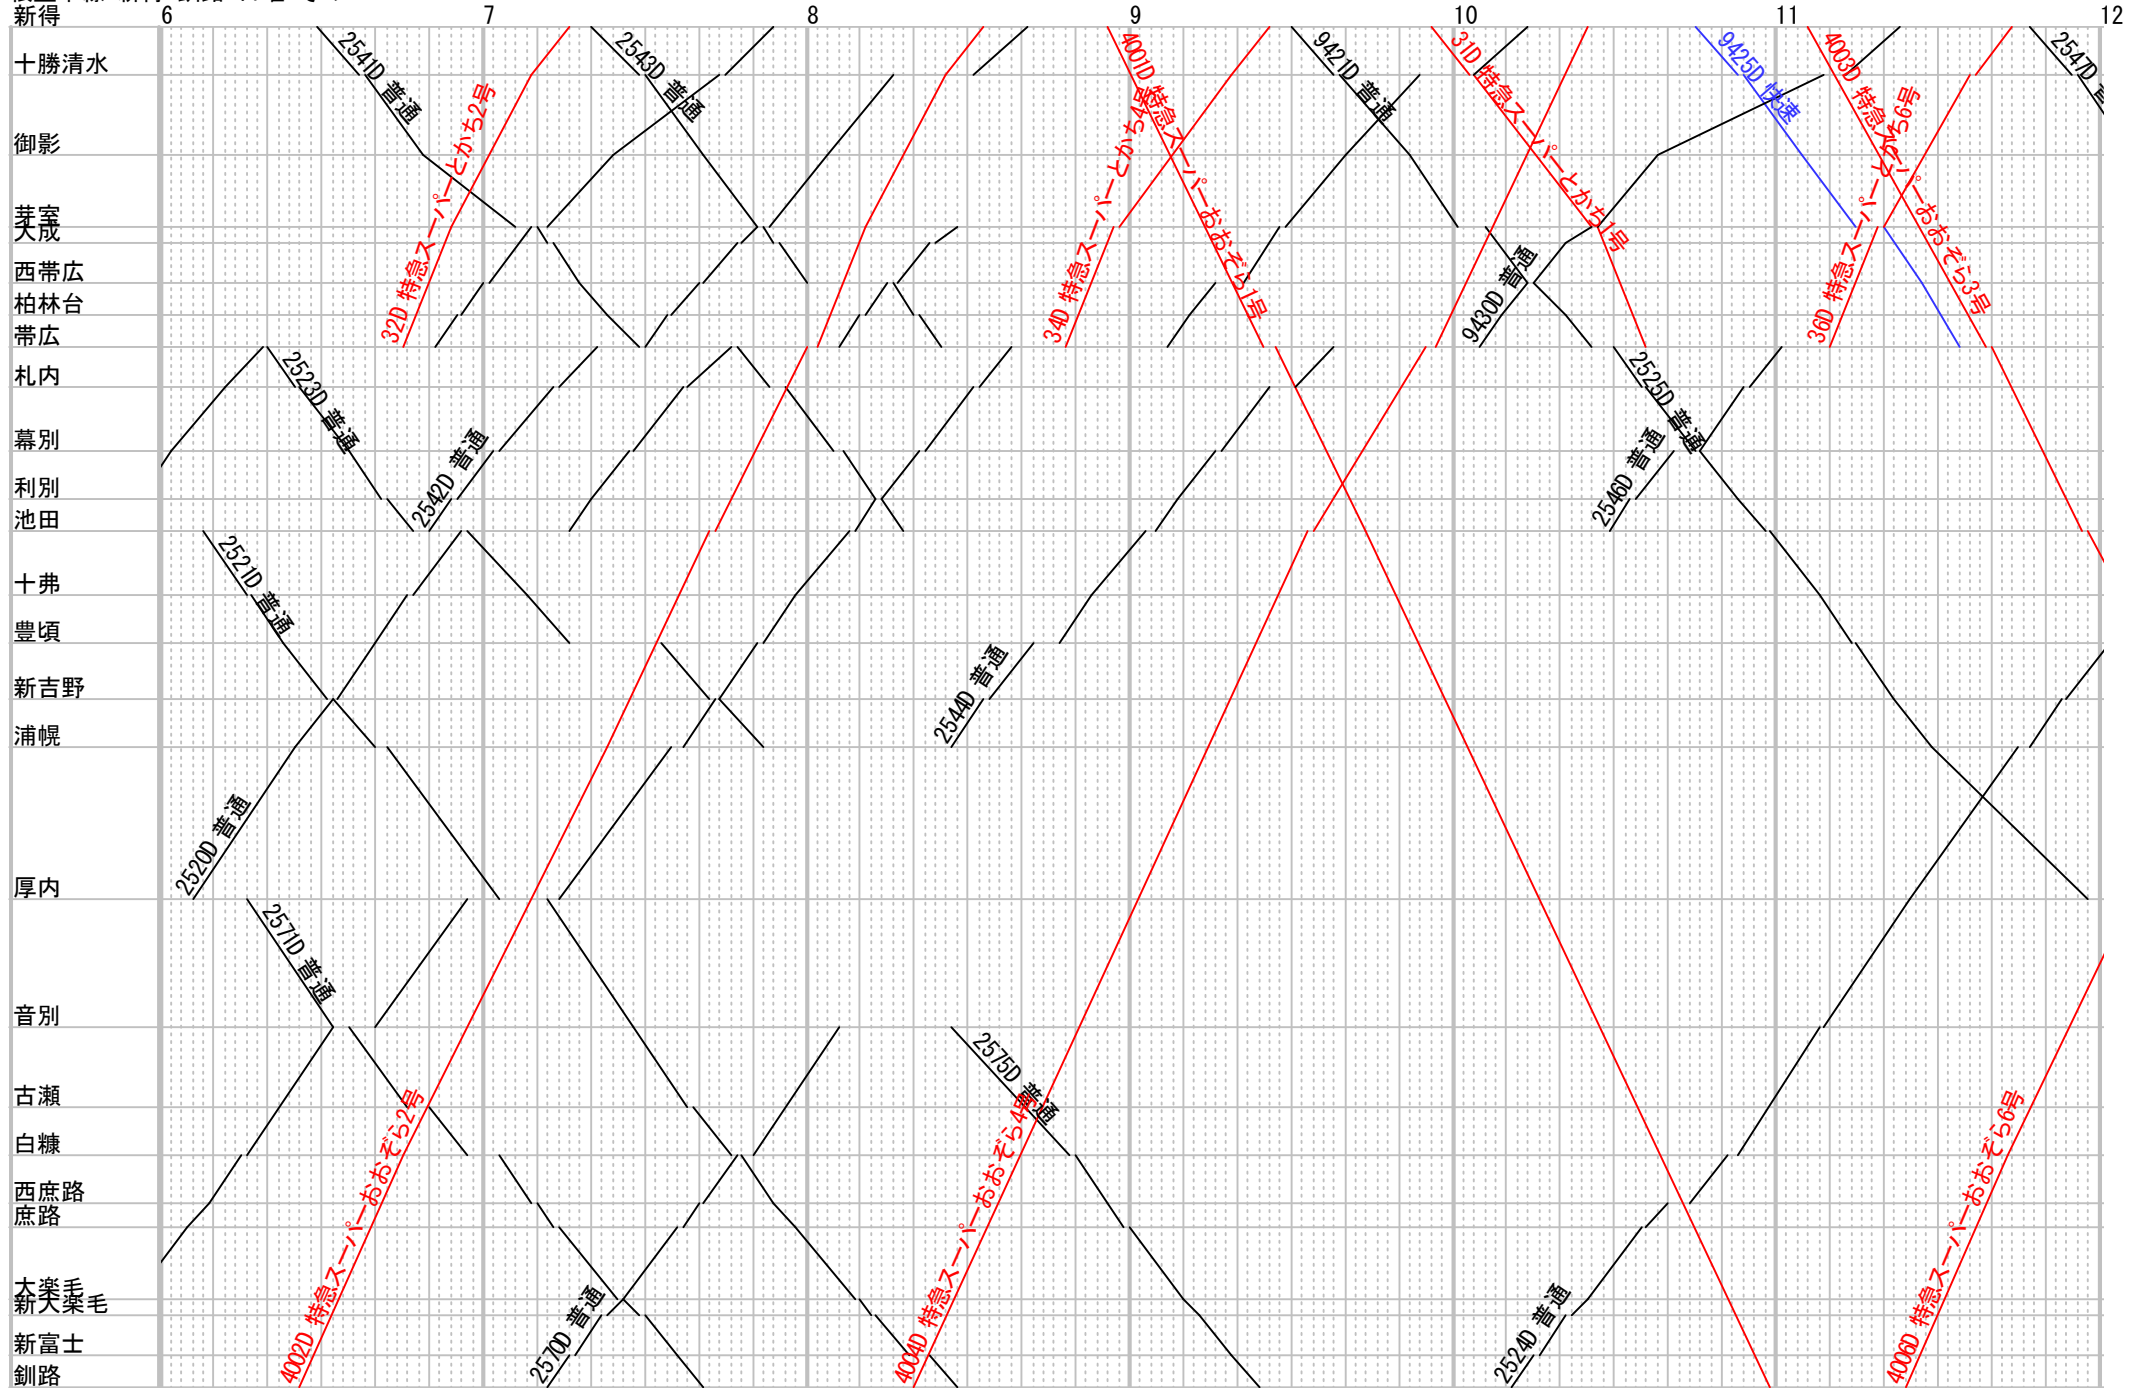 新得 6 7 8 9 10 11 12
十勝清水
御影
芽室
大成
西帯広
柏林台
帯広
札内
幕別
利別
池田
十弗
豊頃
新吉野
浦幌
厚内
音別
古瀬
白糠
西庶路
庶路
大楽毛
新大楽毛
新富士
釧路
2541D 普通
2543D 普通
4001D 特急スーパーおおぞら1号
9421D 普通
31D 特急スーパーとかち1号
9425D 快速
4003D 特急スーパーおおぞら3号
2547D
32D 特急スーパーとかち2号
34D 特急スーパーとかち4号
9430D 普通
36D 特急スーパーとかち6号
2523D 普通
2542D 普通
2525D 普通
2546D 普通
2521D 普通
2544D 普通
2520D 普通
2571D 普通
2575D 普通
4002D 特急スーパーおおぞら2号
2570D 普通
4004D 特急スーパーおおぞら4号
2524D 普通
4006D 特急スーパーおおぞら6号